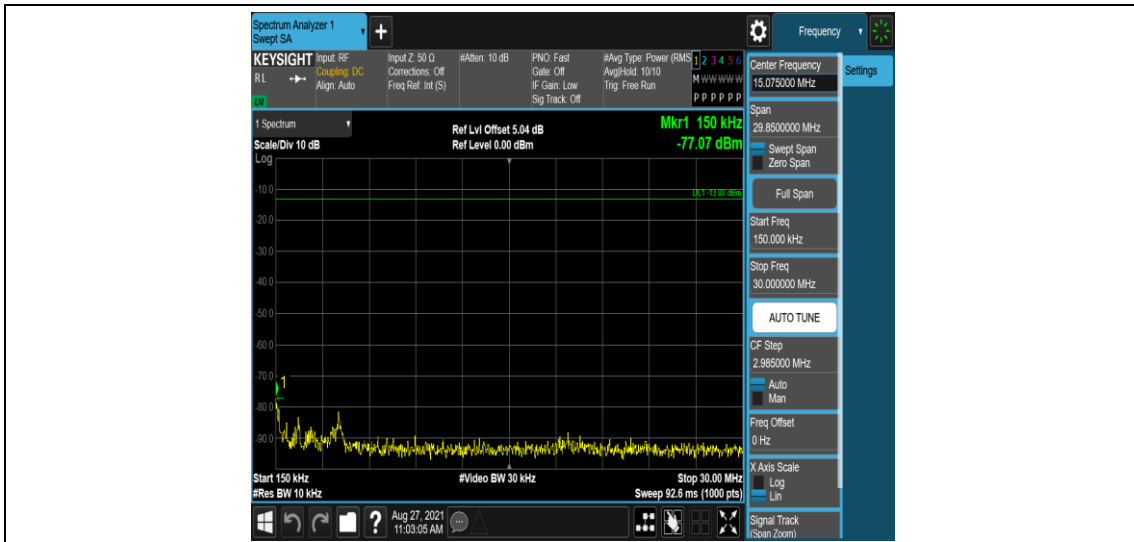 Spectrum Analyzer 1
Swept SA
+
Frequency
KEYSIGHT
RL
LXI
Input: RF
Coupling: DC
Align: Auto
Input Z: 50 Ω
Corrections: Off
Freq Ref: Int (S)
#Atten: 10 dB
PNO: Fast
Gate: Off
IF Gain: Low
Sig Track: Off
#Avg Type: Power (RMS
Avg|Hold: 10/10
Trig: Free Run
1 2 3 4 5 6
M W W W W W
P P P P P P
1 Spectrum
Scale/Div 10 dB
Ref Lvl Offset 5.04 dB
Ref Level 0.00 dBm
Mkr1 150 kHz
-77.07 dBm
Log
DL1 -13.00 dBm
-10.0
-20.0
-30.0
-40.0
-50.0
-60.0
-70.0
1
-80.0
-90.0
Start 150 kHz
#Video BW 30 kHz
Stop 30.00 MHz
#Res BW 10 kHz
Sweep 92.6 ms (1000 pts)
?
Aug 27, 2021
11:03:05 AM
Center Frequency
15.075000 MHz
Settings
Span
29.8500000 MHz
Swept Span
Zero Span
Full Span
Start Freq
150.000 kHz
Stop Freq
30.000000 MHz
AUTO TUNE
CF Step
2.985000 MHz
Auto
Man
Freq Offset
0 Hz
X Axis Scale
Log
Lin
Signal Track
(Span Zoom)